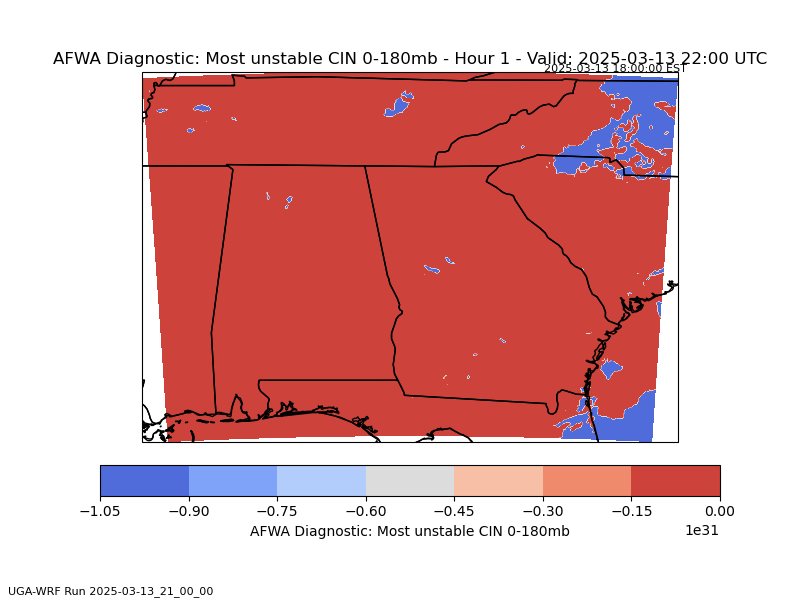 AFWA Diagnostic: Most unstable CIN 0-180mb - Hour 1 - Valid: 2025-03-13 22:00 UTC
2025-03-13 18:00:00 EST
−1.05 −0.90 −0.75 −0.60 −0.45 −0.30 −0.15 0.00
AFWA Diagnostic: Most unstable CIN 0-180mb
1e31
UGA-WRF Run 2025-03-13_21_00_00